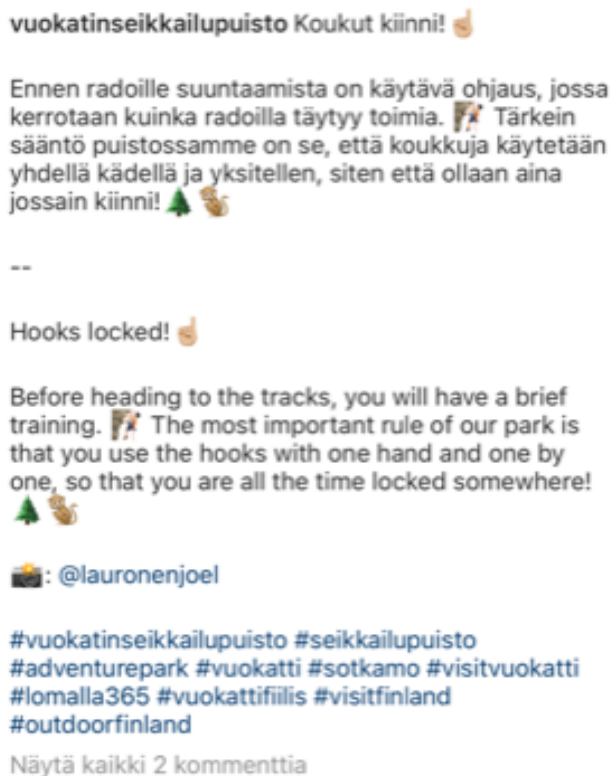 vuokatinseikkailupuisto Koukut kiinni! ☝🏼
Ennen radoille suuntaamista on käytävä ohjaus, jossa
kerrotaan kuinka radoilla täytyy toimia. 🧗🏻 Tärkein
sääntö puistossamme on se, että koukkuja käytetään
yhdellä kädellä ja yksitellen, siten että ollaan aina
jossain kiinni! 🌲 🐒
--
Hooks locked! ☝🏼
Before heading to the tracks, you will have a brief
training. 🧗🏻 The most important rule of our park is
that you use the hooks with one hand and one by
one, so that you are all the time locked somewhere!
🌲 🐒
📸: @lauronenjoel
#vuokatinseikkailupuisto #seikkailupuisto
#adventurepark #vuokatti #sotkamo #visitvuokatti
#lomalla365 #vuokattifiilis #visitfinland
#outdoorfinland
Näytä kaikki 2 kommenttia